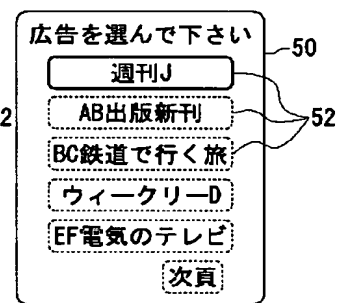 広告を選んで下さい
50
週刊J
2
AB出版新刊
52
BC鉄道で行く旅
ウィークリーD
EF電気のテレビ
次頁